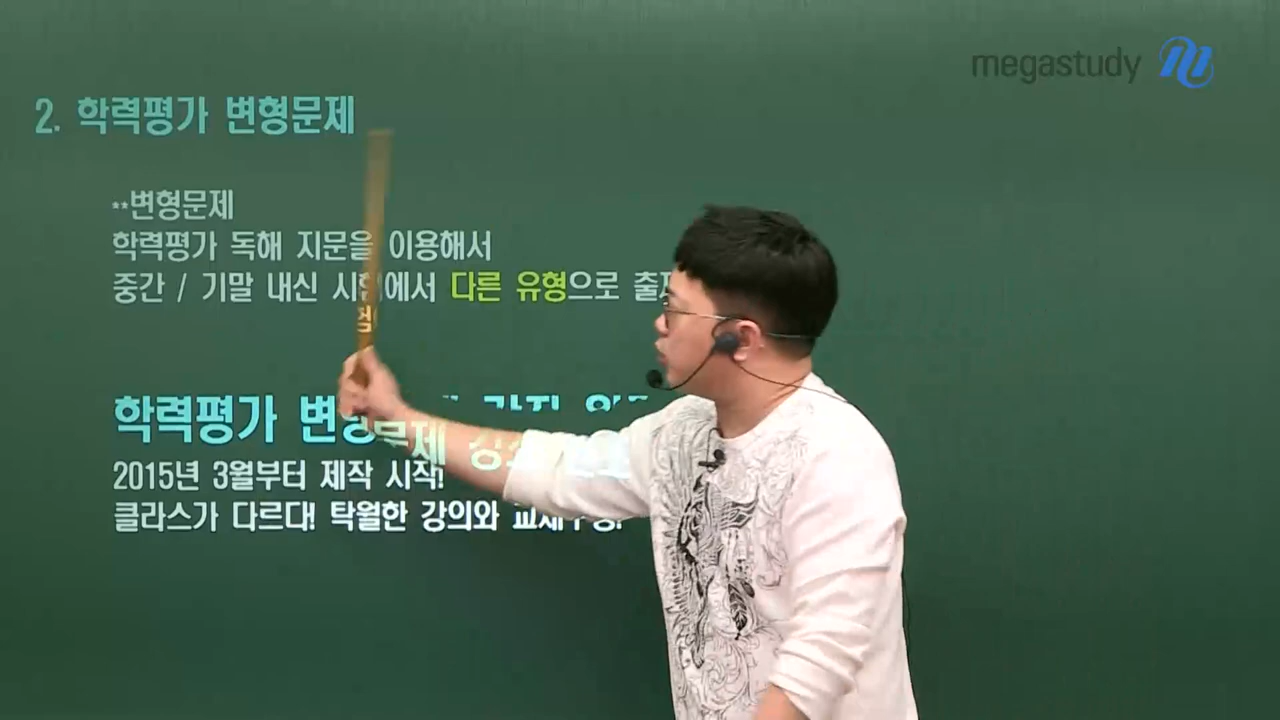 megastudy
2. 학력평가 변형문제
**변형문제
학력평가 독해 지문을 이용해서
중간 / 기말 내신 시험에서 다른 유형으로
학력평가
2015년 3월부터 제작 시작!
클라스가 다르다! 탁월한 강의와